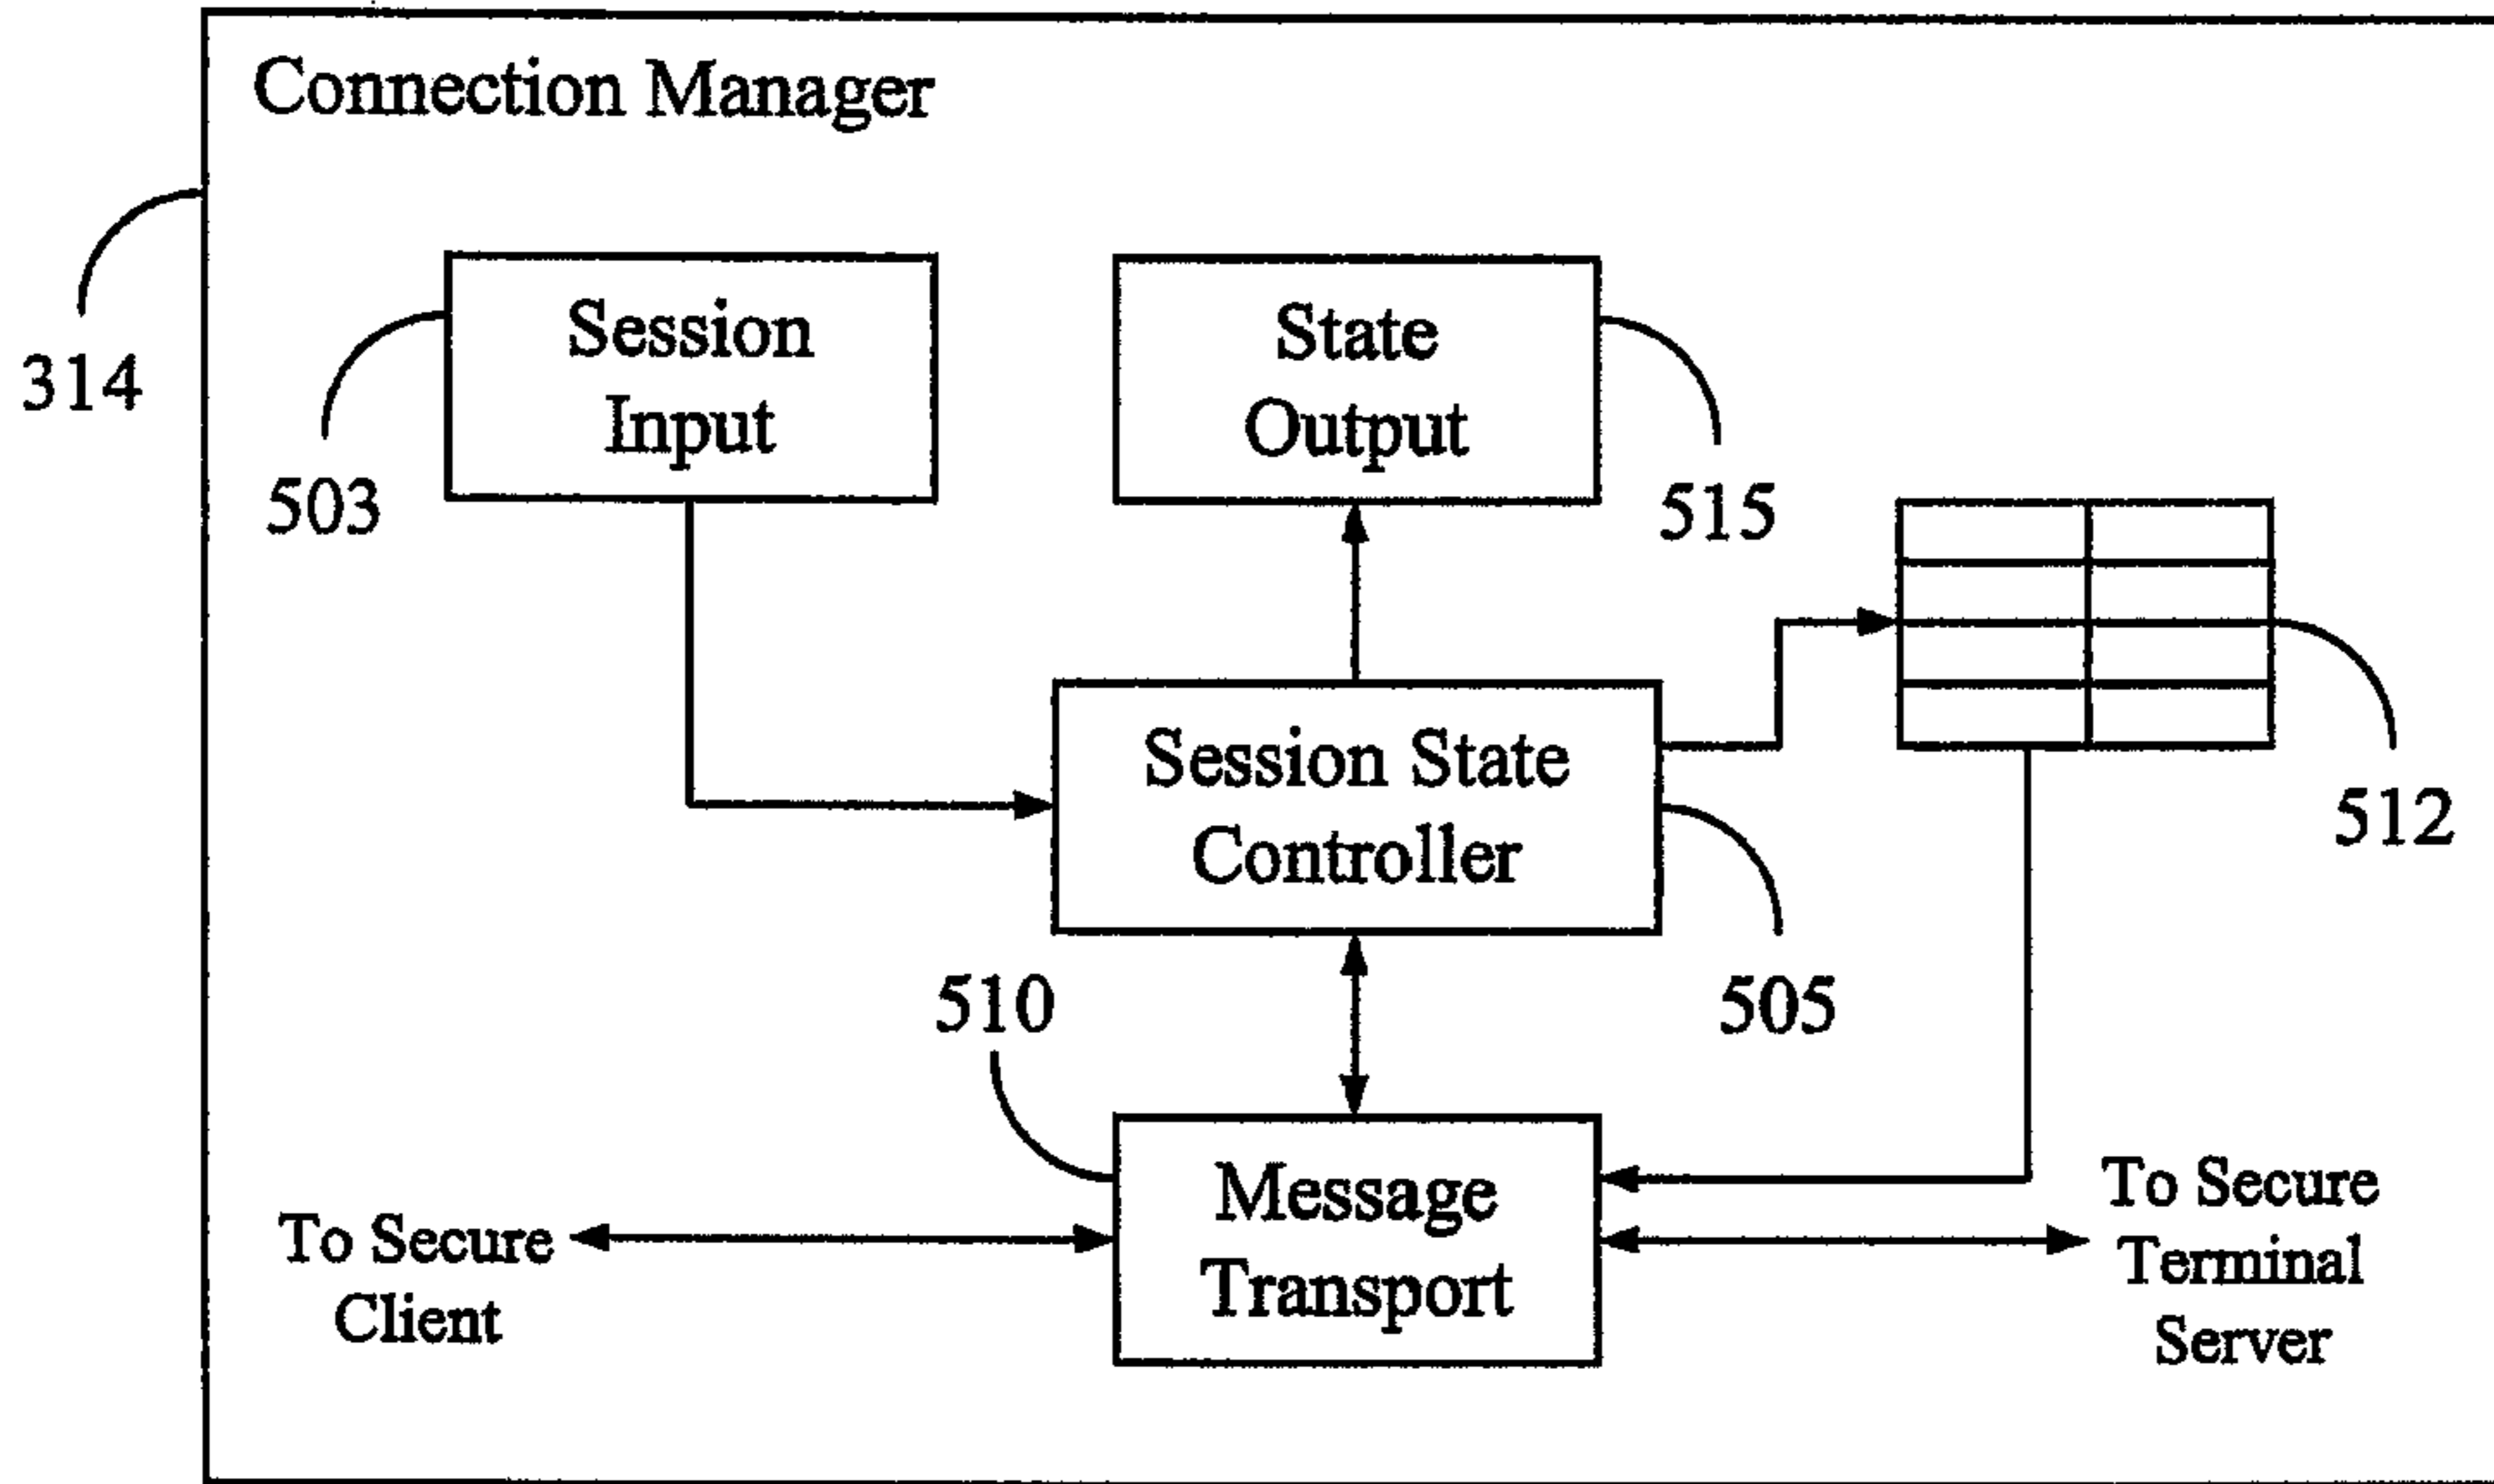 Connection Manager
314
Session
Input
503
State
Output
515
512
Session State
Controller
505
510
Message
Transport
To Secure
Client
To Secure
Terminal
Server